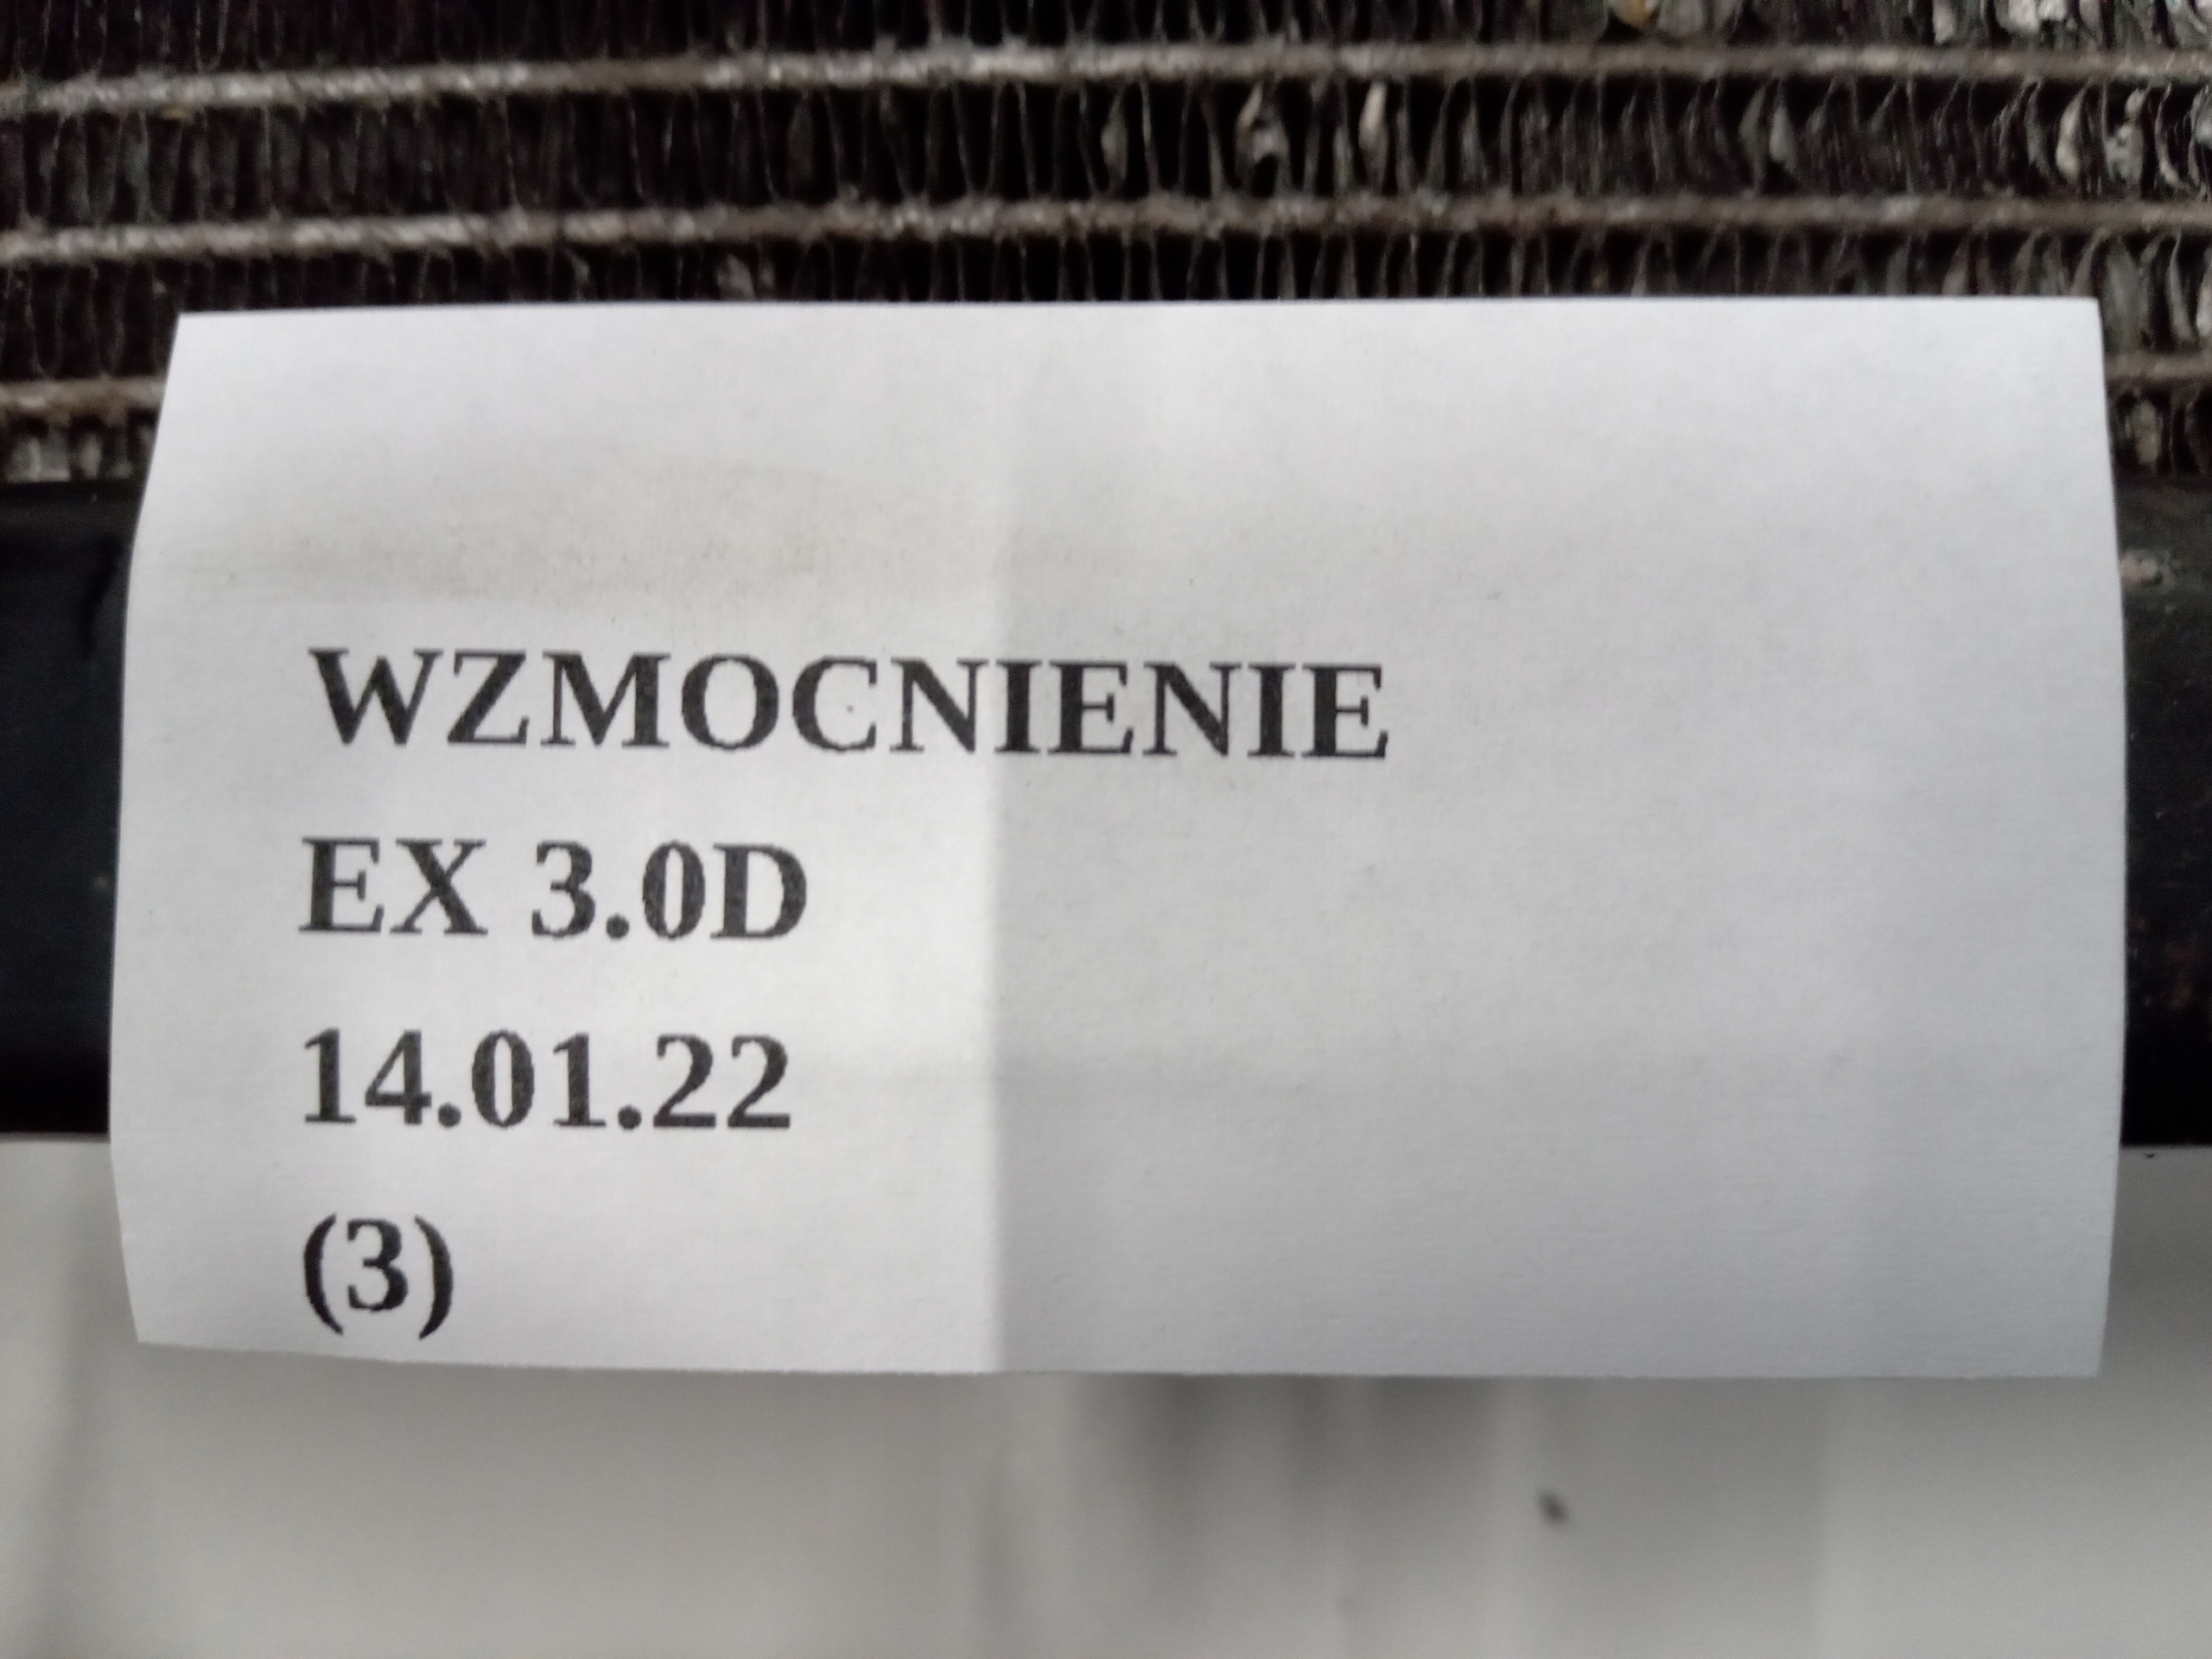 WZMOCNIENIE
EX 3.0D
14.01.22
(3)